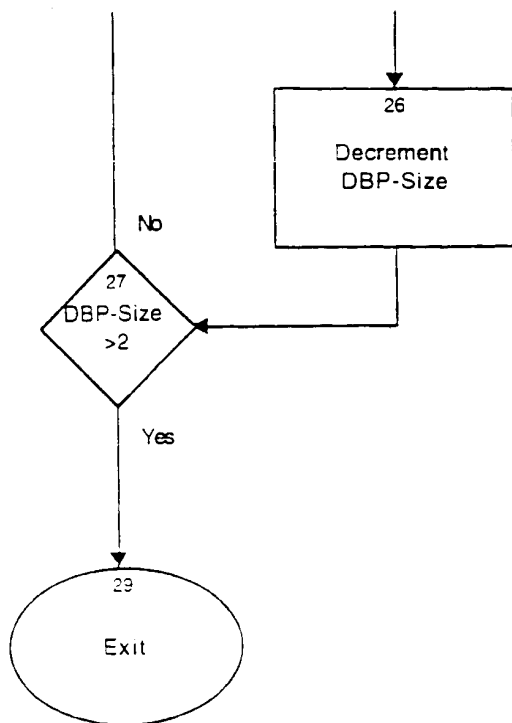 26
Decrement
DBP-Size
No
27
DBP-Size
>2
Yes
29
Exit